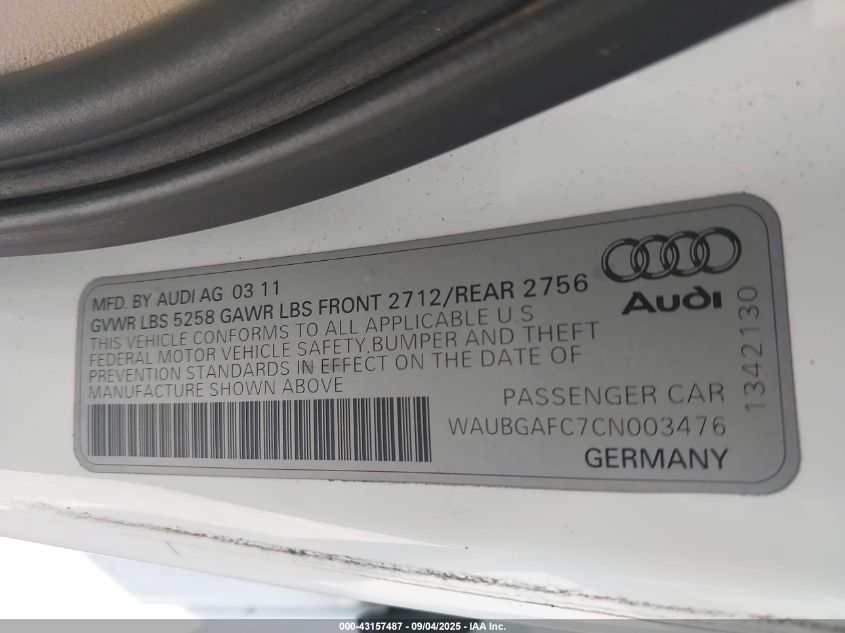 MFD. BY AUDI AG 03 11
GVWR LBS 5258 GAWR LBS FRONT 2712/REAR 2756
THIS VEHICLE CONFORMS TO ALL APPLICABLE U S
FEDERAL MOTOR VEHICLE SAFETY,BUMPER AND THEFT
PREVENTION STANDARDS IN EFFECT ON THE DATE OF
MANUFACTURE SHOWN ABOVE
Audi
1342130
PASSENGER CAR
WAUBGAFC7CN003476
GERMANY
000-43157487 - 09/04/2025 - IAA Inc.